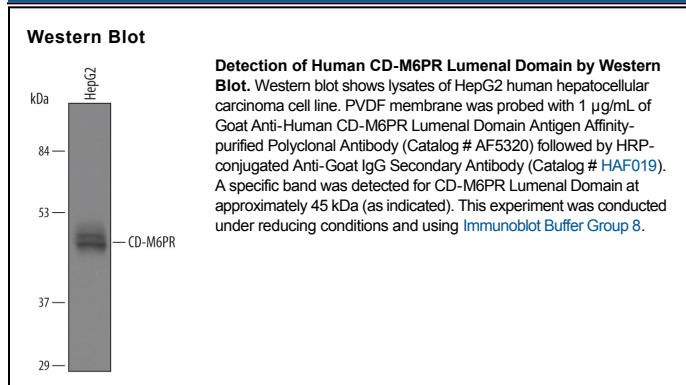 Western Blot
HepG2
kDa
84
53
CD-M6PR
37
29
Detection of Human CD-M6PR Lumenal Domain by Western
Blot. Western blot shows lysates of HepG2 human hepatocellular
carcinoma cell line. PVDF membrane was probed with 1 µg/mL of
Goat Anti-Human CD-M6PR Lumenal Domain Antigen Affinity-
purified Polyclonal Antibody (Catalog # AF5320) followed by HRP-
conjugated Anti-Goat IgG Secondary Antibody (Catalog # HAF019).
A specific band was detected for CD-M6PR Lumenal Domain at
approximately 45 kDa (as indicated). This experiment was conducted
under reducing conditions and using Immunoblot Buffer Group 8.